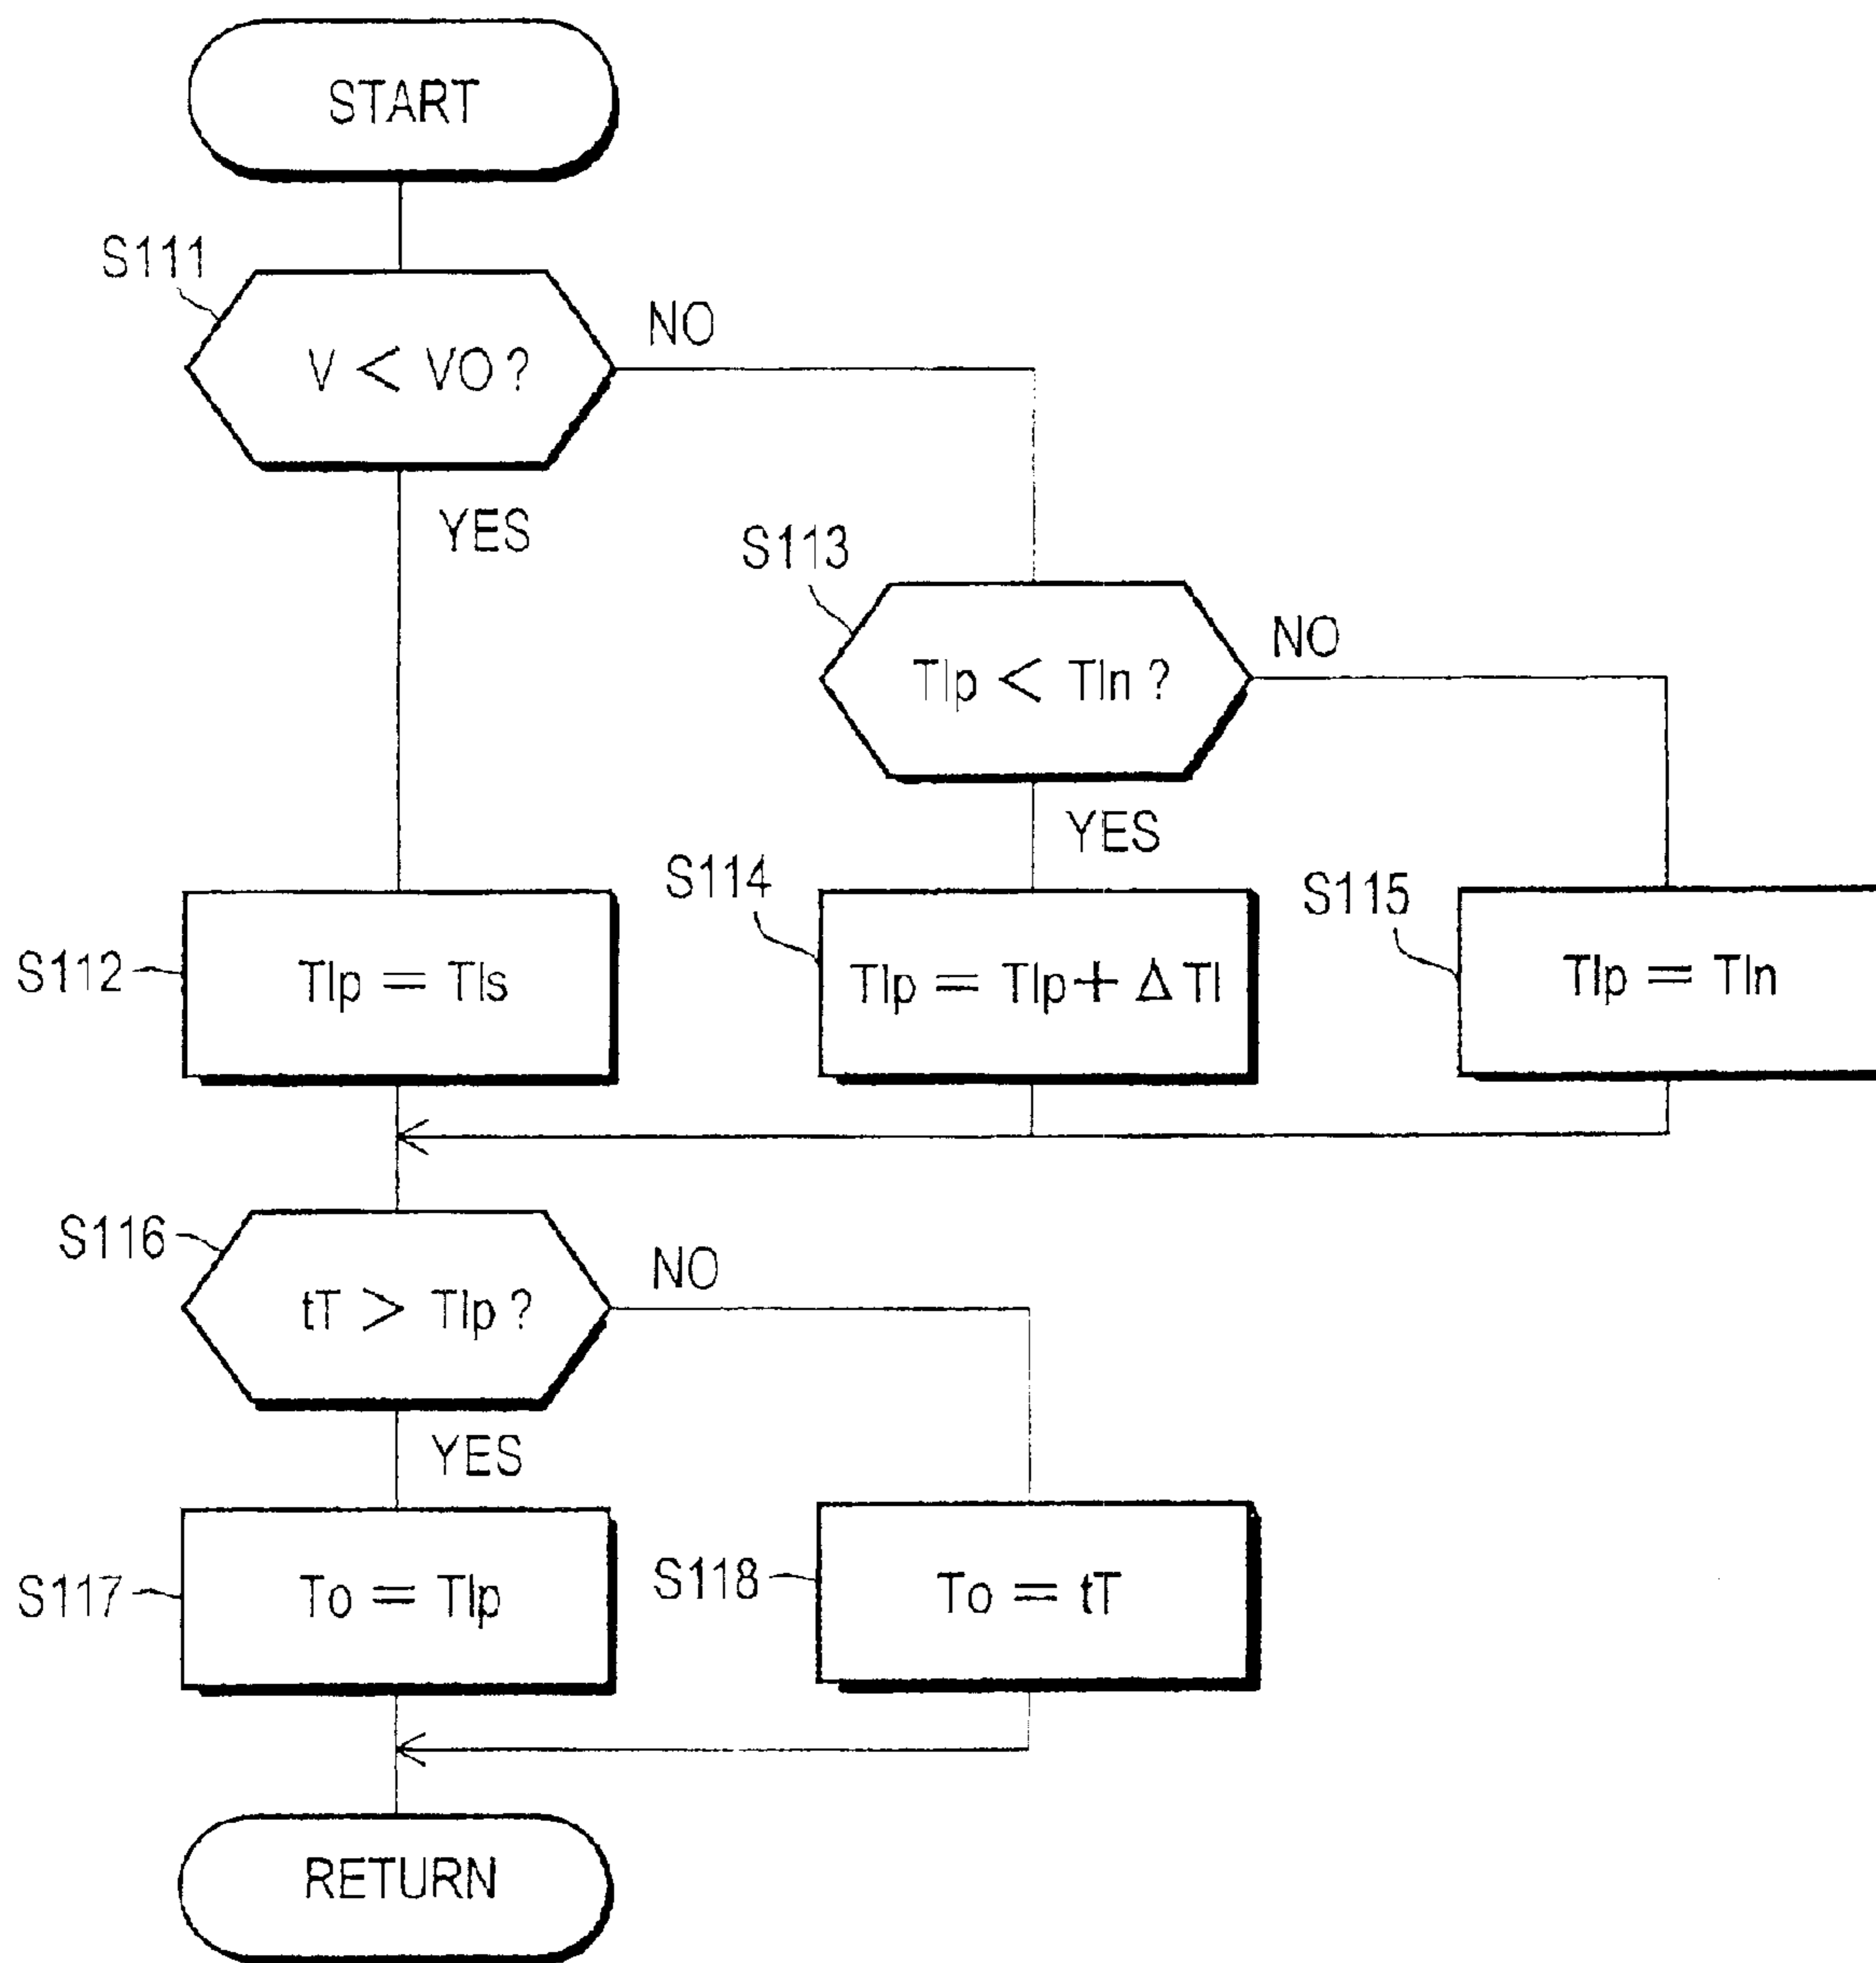 START
S111
V < VO ?
NO
YES
S113
Tlp < Tln ?
NO
YES
S112
Tlp = Tls
S114
Tlp = Tlp + Δ Tl
S115
Tlp = Tln
S116
tT > Tlp ?
NO
YES
S117
To = Tlp
S118
To = tT
RETURN